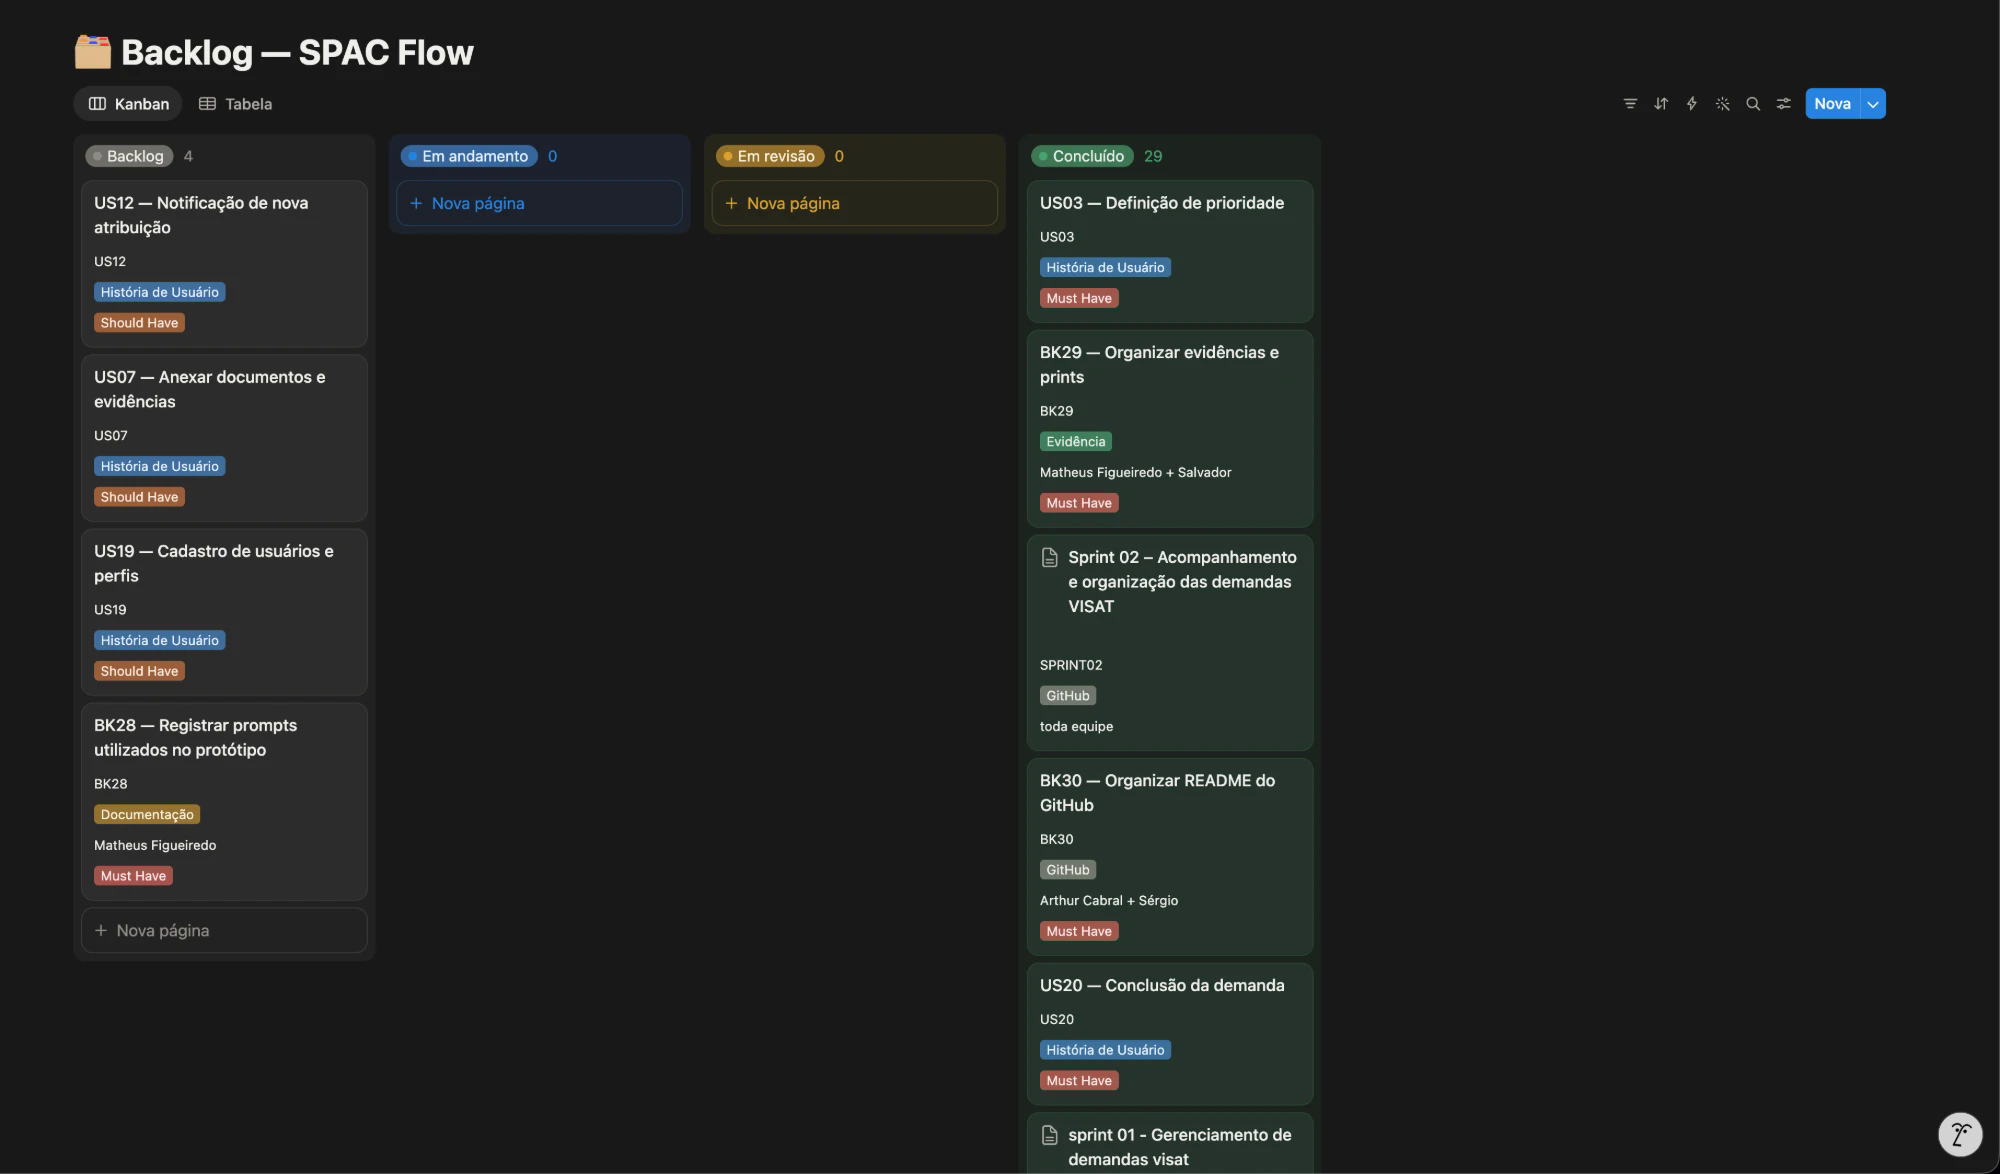 Backlog — SPAC Flow
Kanban
Tabela
Nova
Backlog 4
US12 — Notificação de nova
atribuição
US12
História de Usuário
Should Have
US07 — Anexar documentos e
evidências
US07
História de Usuário
Should Have
US19 — Cadastro de usuários e
perfis
US19
História de Usuário
Should Have
BK28 — Registrar prompts
utilizados no protótipo
BK28
Documentação
Matheus Figueiredo
Must Have
+ Nova página
Em andamento 0
+ Nova página
Em revisão 0
+ Nova página
Concluído 29
US03 — Definição de prioridade
US03
História de Usuário
Must Have
BK29 — Organizar evidências e
prints
BK29
Evidência
Matheus Figueiredo + Salvador
Must Have
Sprint 02 – Acompanhamento
e organização das demandas
VISAT
SPRINT02
GitHub
toda equipe
BK30 — Organizar README do
GitHub
BK30
GitHub
Arthur Cabral + Sérgio
Must Have
US20 — Conclusão da demanda
US20
História de Usuário
Must Have
sprint 01 - Gerenciamento de
demandas visat